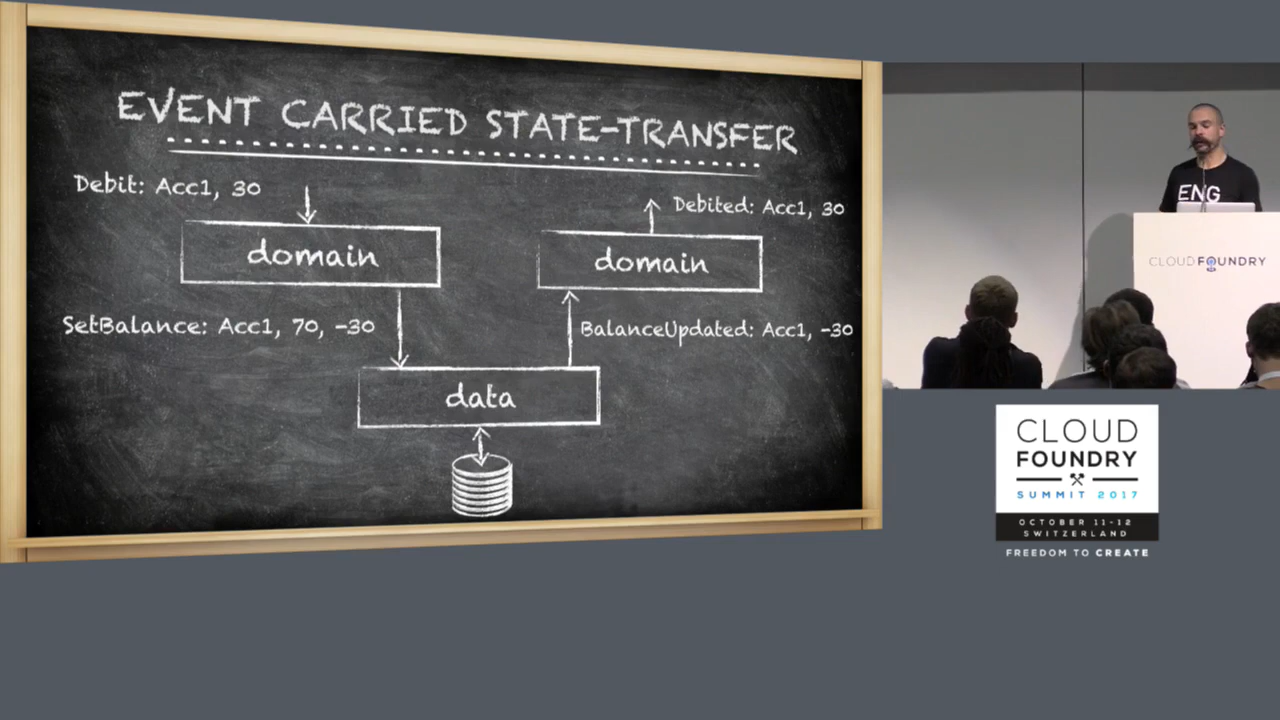 EVENT CARRIED STATE-TRANSFER
Debit: Acc1, 30
Debited: Acc1, 30
domain
domain
SetBalance: Acc1, 70, -30
BalanceUpdated: Acc1, -30
data
ENG
CLOUDFOUNDRY
CLOUD
FOUNDRY
SUMMIT 2017
OCTOBER 11-12
SWITZERLAND
FREEDOM TO CREATE